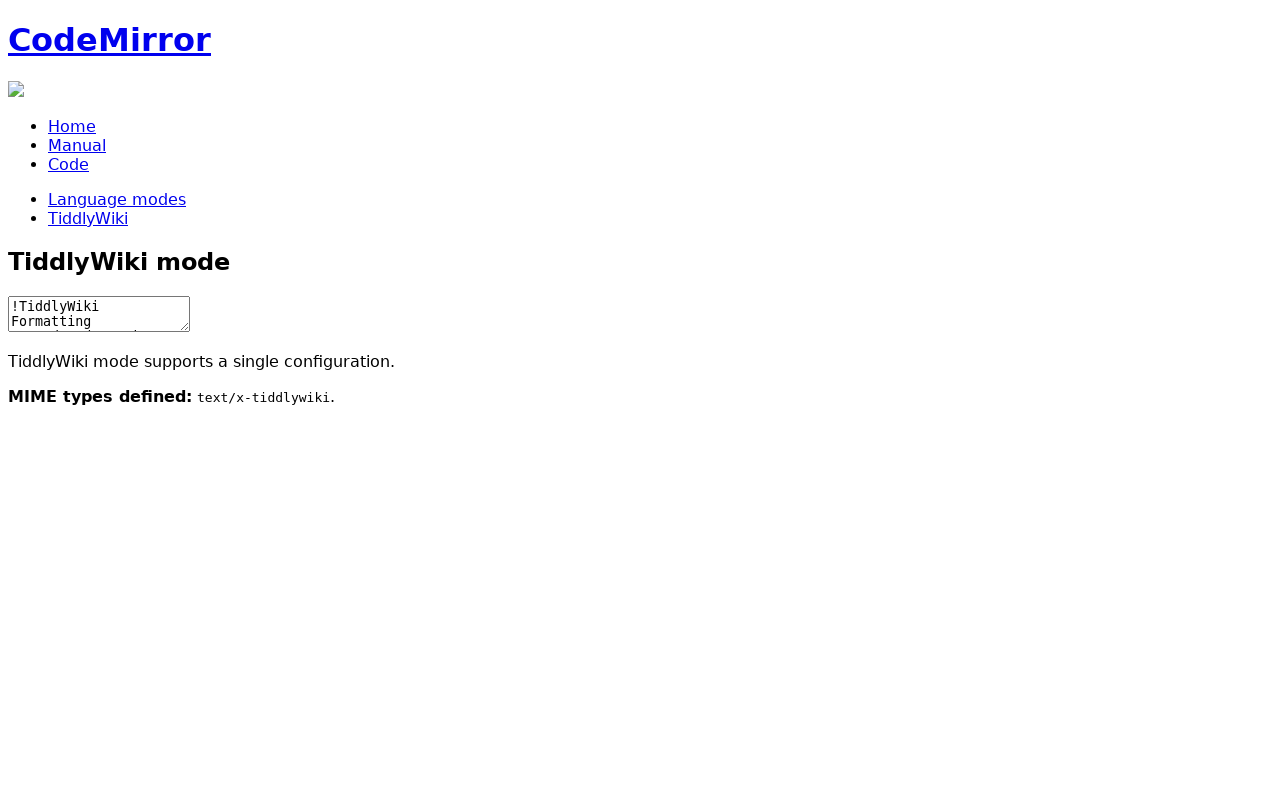 CodeMirror
Home
Manual
Code
Language modes
TiddlyWiki
TiddlyWiki mode
!TiddlyWiki
Formatting
TiddlyWiki mode supports a single configuration.
MIME types defined: text/x-tiddlywiki.